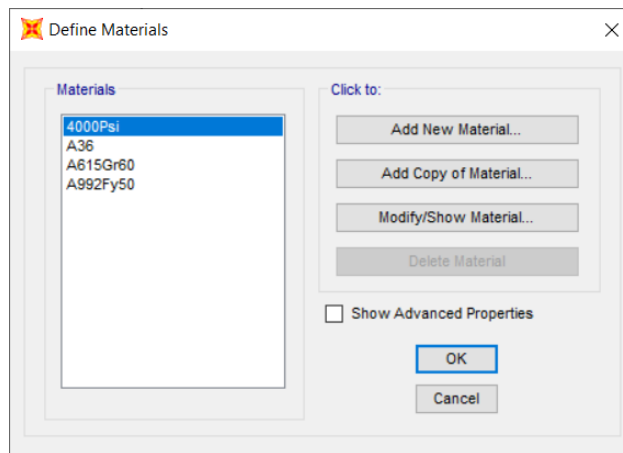 Define Materials
Materials
4000Psi
A36
A615Gr60
A992Fy50
Click to:
Add New Material...
Add Copy of Material...
Modify/Show Material...
Delete Material
Show Advanced Properties
OK
Cancel